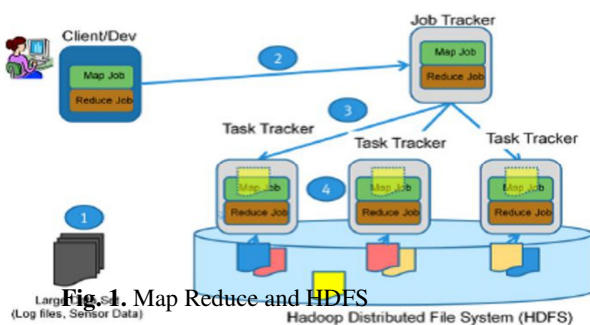 Job Tracker
Client/Dev
2
Map Job
Reduce Job
Map Job
Reduce Job
3
Task Tracker
Task Tracker
Task Tracker
4
Map Job
Reduce Job
Map Job
Reduce Job
Map Job
Reduce Job
1
Fig. 1. Map Reduce and HDFS
Large Set
(Log files, Sensor Data)
Hadoop Distributed File System (HDFS)